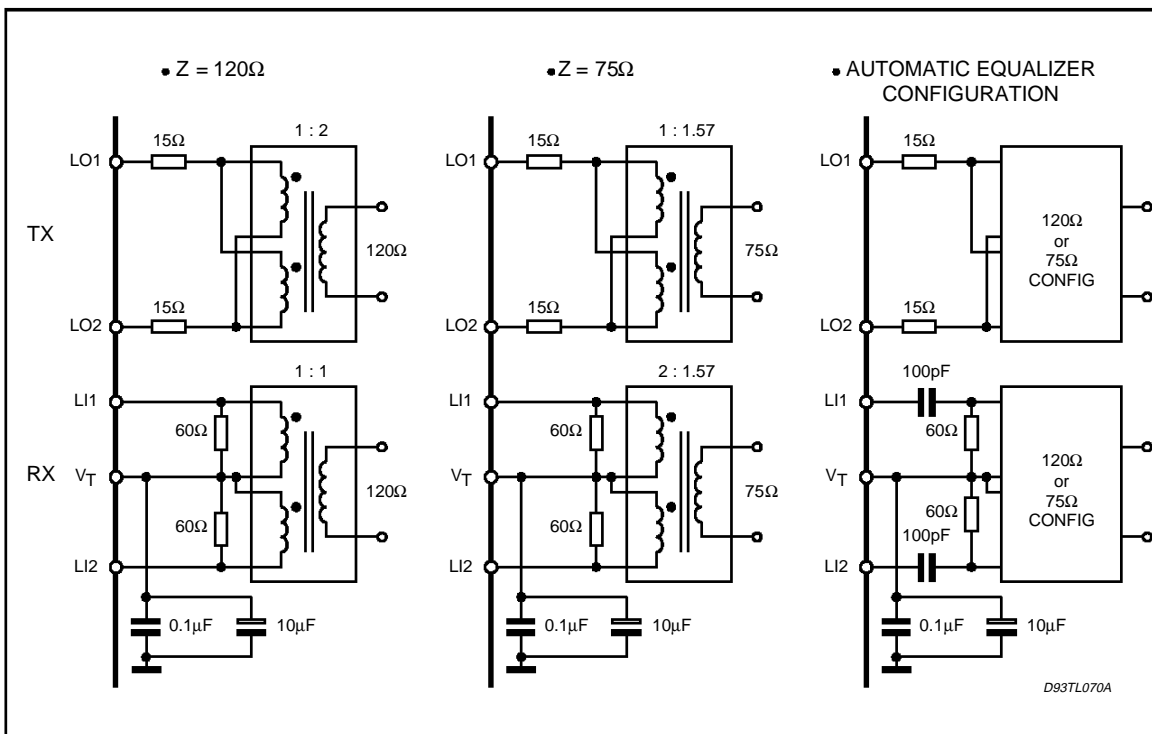 • Z = 120Ω
1 : 2
15Ω
LO1
TX
120Ω
15Ω
LO2
1 : 1
LI1
60Ω
RX
VT
120Ω
60Ω
LI2
0.1µF
10µF
• Z = 75Ω
1 : 1.57
15Ω
LO1
75Ω
15Ω
LO2
2 : 1.57
LI1
60Ω
VT
75Ω
60Ω
LI2
0.1µF
10µF
• AUTOMATIC EQUALIZER
CONFIGURATION
15Ω
LO1
120Ω
or
75Ω
CONFIG
15Ω
LO2
100pF
LI1
60Ω
VT
120Ω
or
75Ω
CONFIG
60Ω
100pF
LI2
0.1µF
10µF
D93TL070A